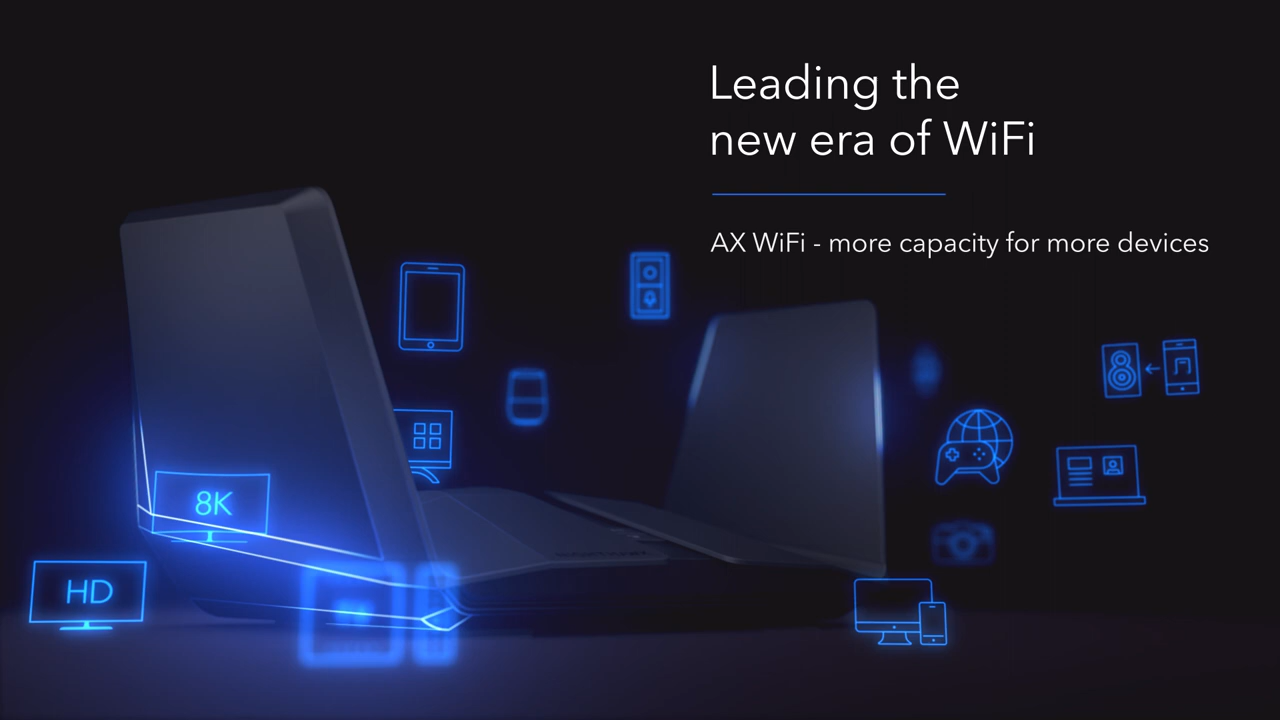 Leading the
new era of WiFi
AX WiFi - more capacity for more devices
8K
HD